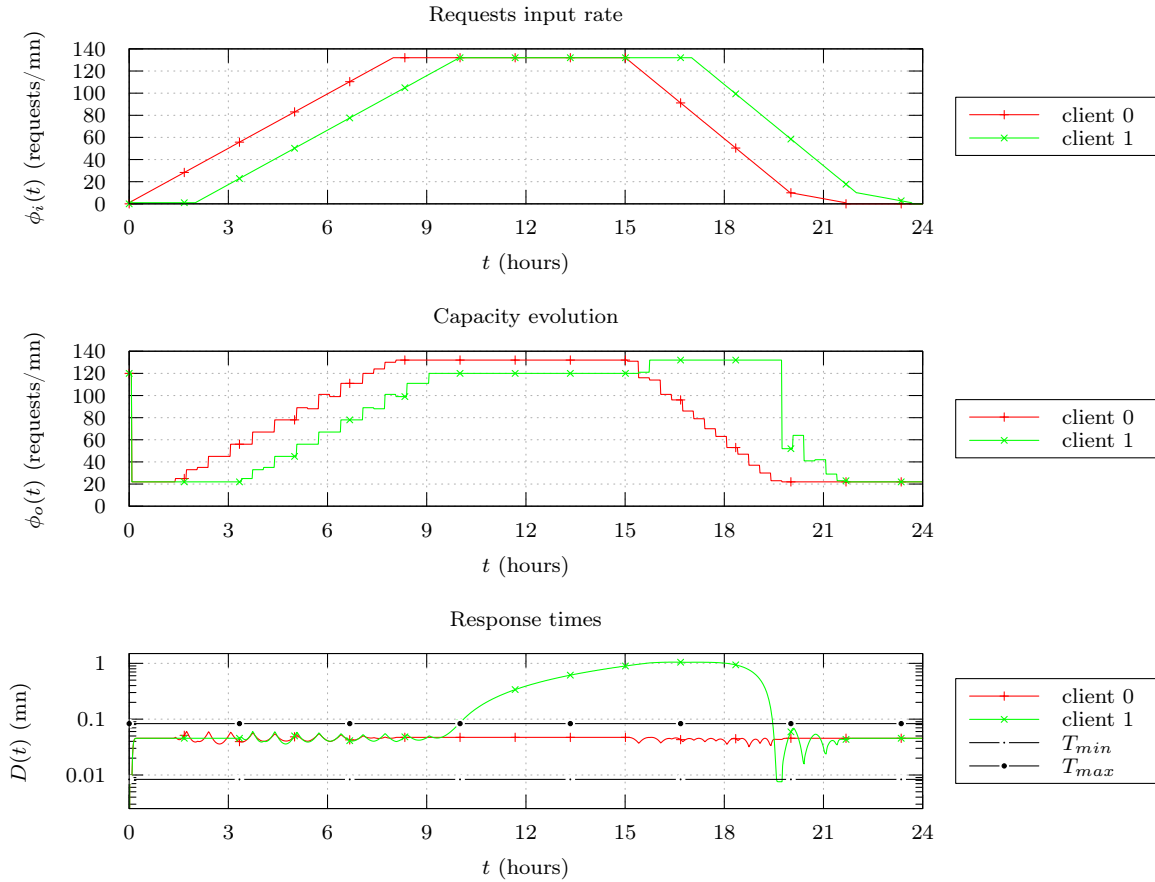 Requests input rate
ϕi(t) (requests/mn)
140
120
100
80
60
40
20
0
0 3 6 9 12 15 18 21 24
t (hours)
client 0
client 1
Capacity evolution
ϕo(t) (requests/mn)
140
120
100
80
60
40
20
0
0 3 6 9 12 15 18 21 24
t (hours)
client 0
client 1
Response times
D(t) (mn)
1
0.1
0.01
0 3 6 9 12 15 18 21 24
t (hours)
client 0
client 1
Tmin
Tmax